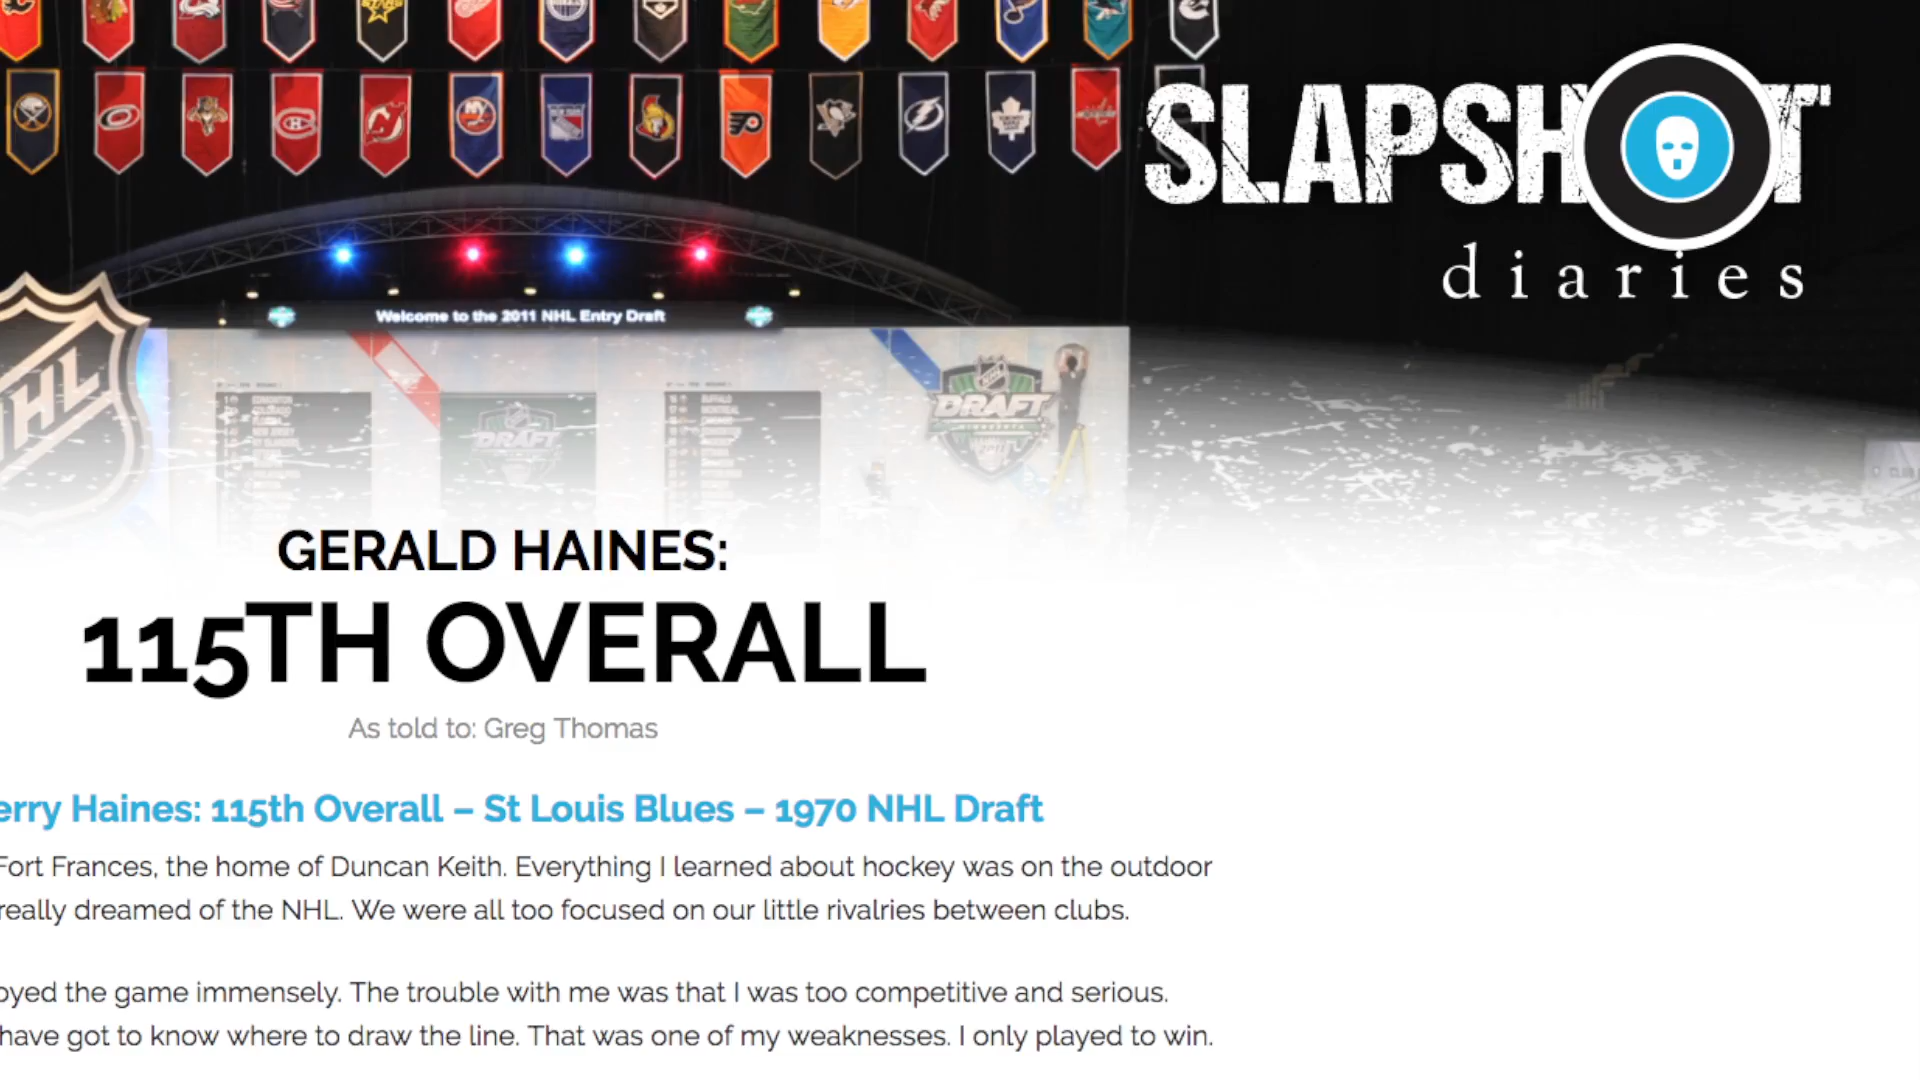 SLAPSHOT
diaries
Welcome to the 2011 NHL Entry Draft
NHL
DRAFT
DRAFT
GERALD HAINES:
115TH OVERALL
As told to: Greg Thomas
erry Haines: 115th Overall – St Louis Blues – 1970 NHL Draft
Fort Frances, the home of Duncan Keith. Everything I learned about hockey was on the outdoor
really dreamed of the NHL. We were all too focused on our little rivalries between clubs.
oyed the game immensely. The trouble with me was that I was too competitive and serious.
have got to know where to draw the line. That was one of my weaknesses. I only played to win.